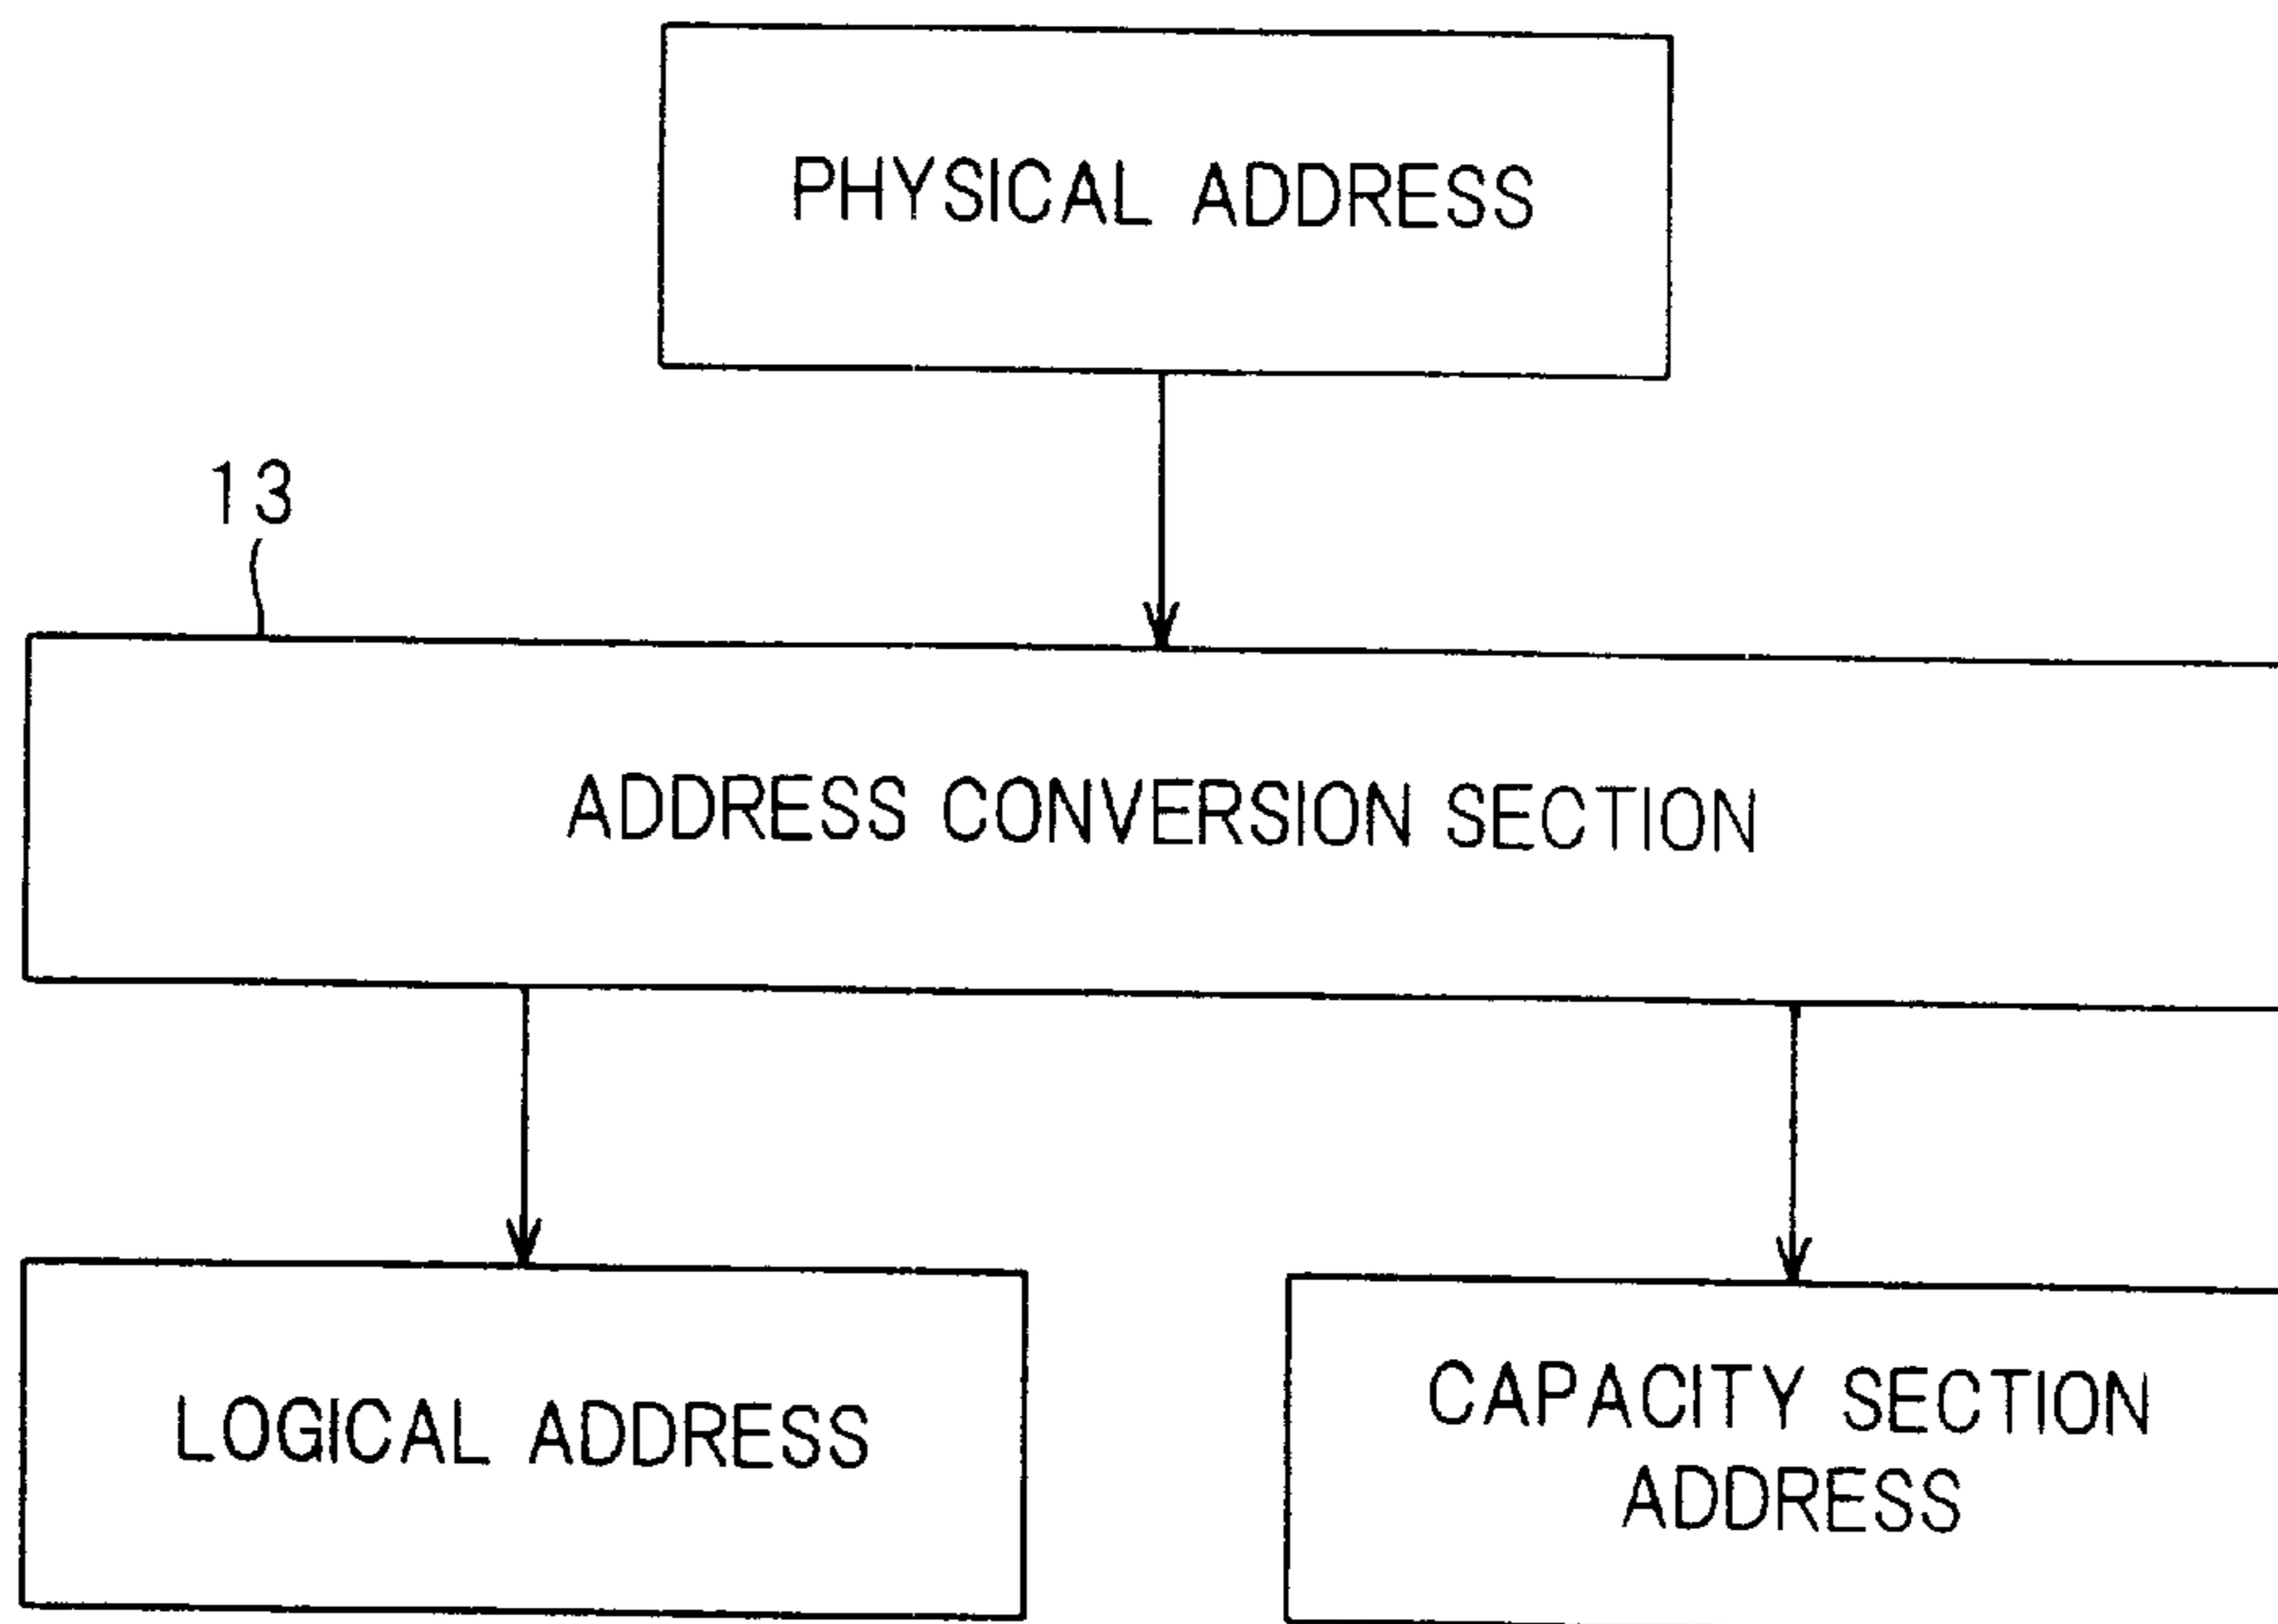 PHYSICAL ADDRESS
13
ADDRESS CONVERSION SECTION
LOGICAL ADDRESS
CAPACITY SECTION
ADDRESS